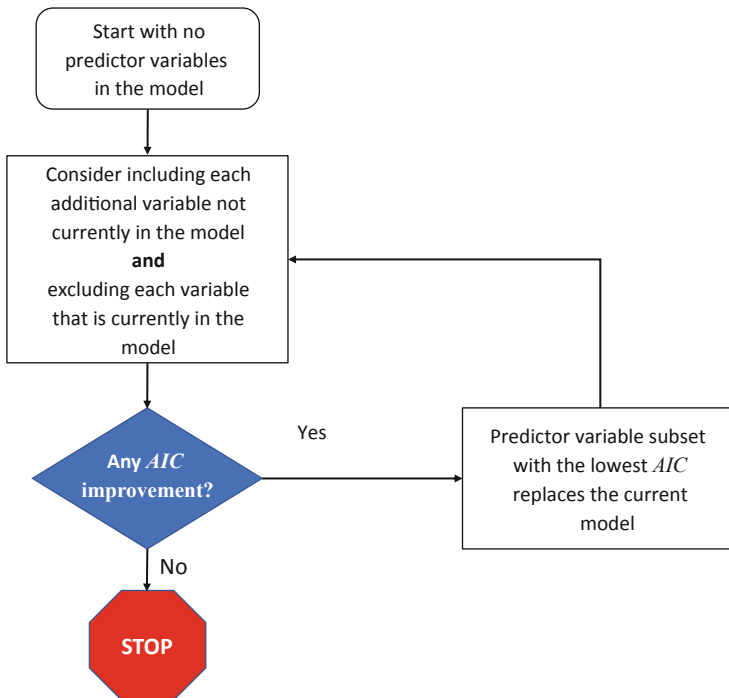 Start with no
predictor variables
in the model
Consider including each
additional variable not
currently in the model
and
excluding each variable
that is currently in the
model
Any AIC
improvement?
Yes
Predictor variable subset
with the lowest AIC
replaces the current
model
No
STOP